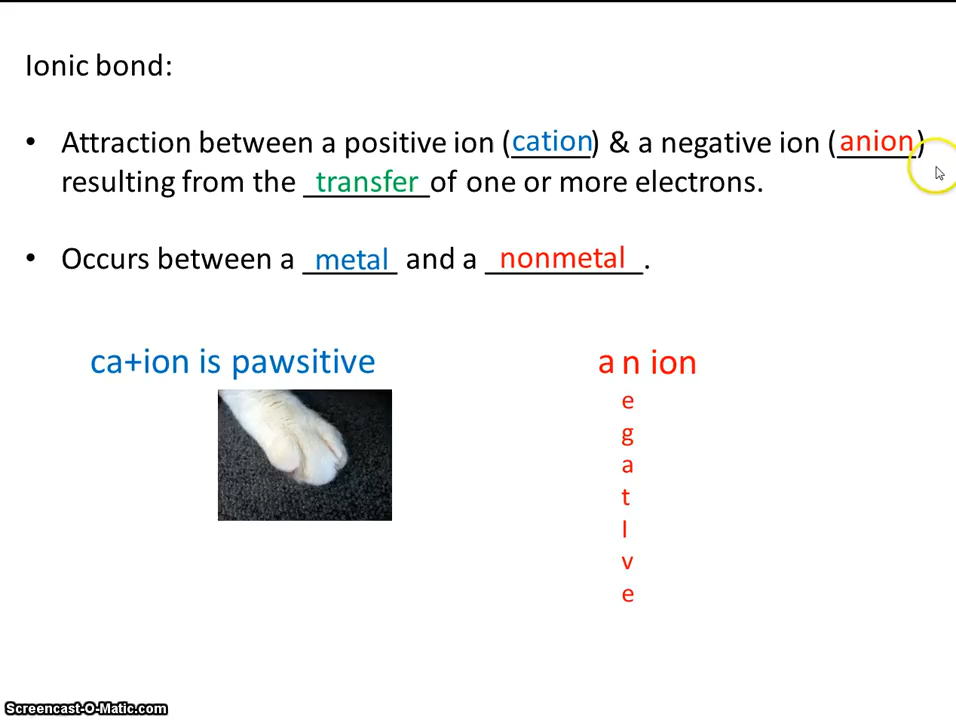 Ionic bond:
• Attraction between a positive ion (cation) & a negative ion (anion)
resulting from the transfer of one or more electrons.
• Occurs between a metal and a nonmetal.
ca+ion is pawsitive
a n ion
e
g
a
t
I
v
e
Screencast-O-Matic.com